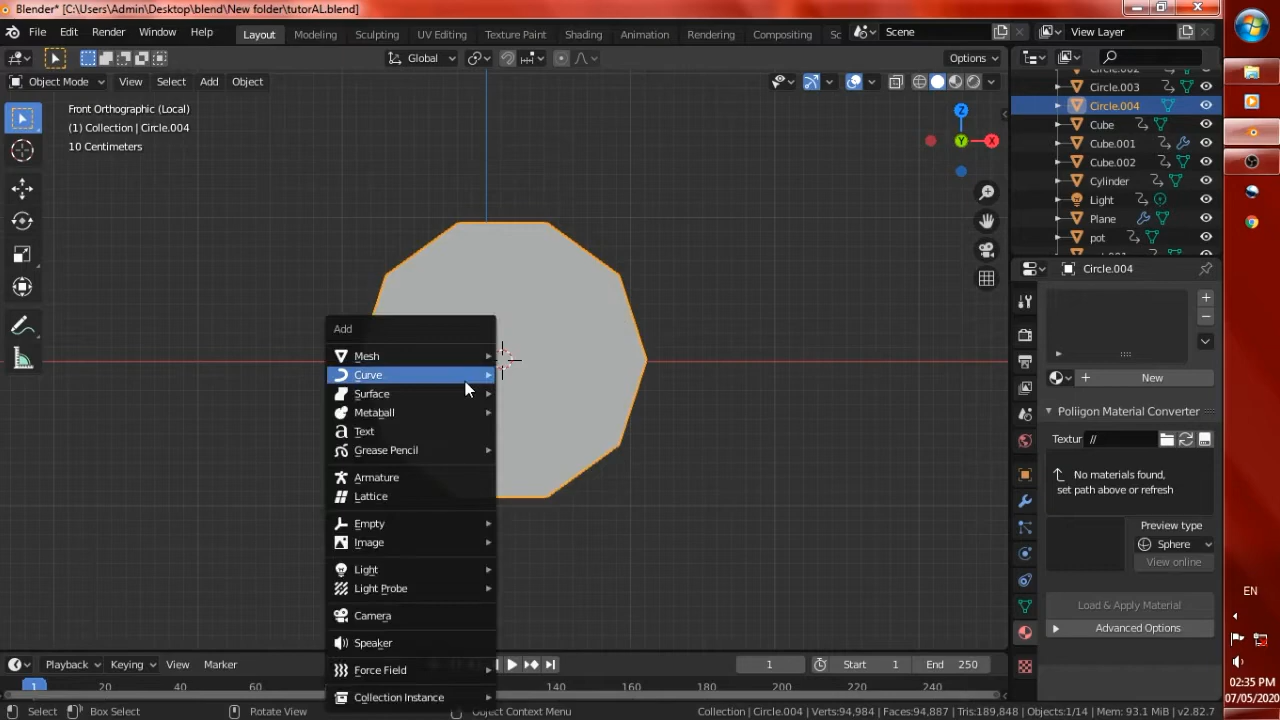 Blender* [C:\Users\Admin\Desktop\blend\New folder\tutorAL.blend]
File Edit Render Window Help
Layout Modeling Sculpting UV Editing Texture Paint Shading Animation Rendering Compositing Sc
Scene
View Layer
Global
Options
Object Mode View Select Add Object
Front Orthographic (Local)
(1) Collection | Circle.004
10 Centimeters
Z
Y
X
Circle.003
Circle.004
Cube
Cube.001
Cube.002
Cylinder
Light
Plane
pot
Circle.004
New
Poliigon Material Converter
Textur //
No materials found,
set path above or refresh
Preview type
Sphere
View online
Load & Apply Material
Advanced Options
Add
Mesh
Curve
Surface
Metaball
Text
Grease Pencil
Armature
Lattice
Empty
Image
Light
Light Probe
Camera
Speaker
Force Field
Collection Instance
Playback Keying View Marker
1
Start 1
End 250
1 20 40 60 140 160 180 200 220 240
Select Box Select Rotate View Object Context Menu
Collection | Circle.004 | Verts:94,984 | Faces:94,887 | Tris:189,848 | Objects:1/14 | Mem: 93.1 MiB | v2.82.7
EN
02:35 PM
07/05/2020